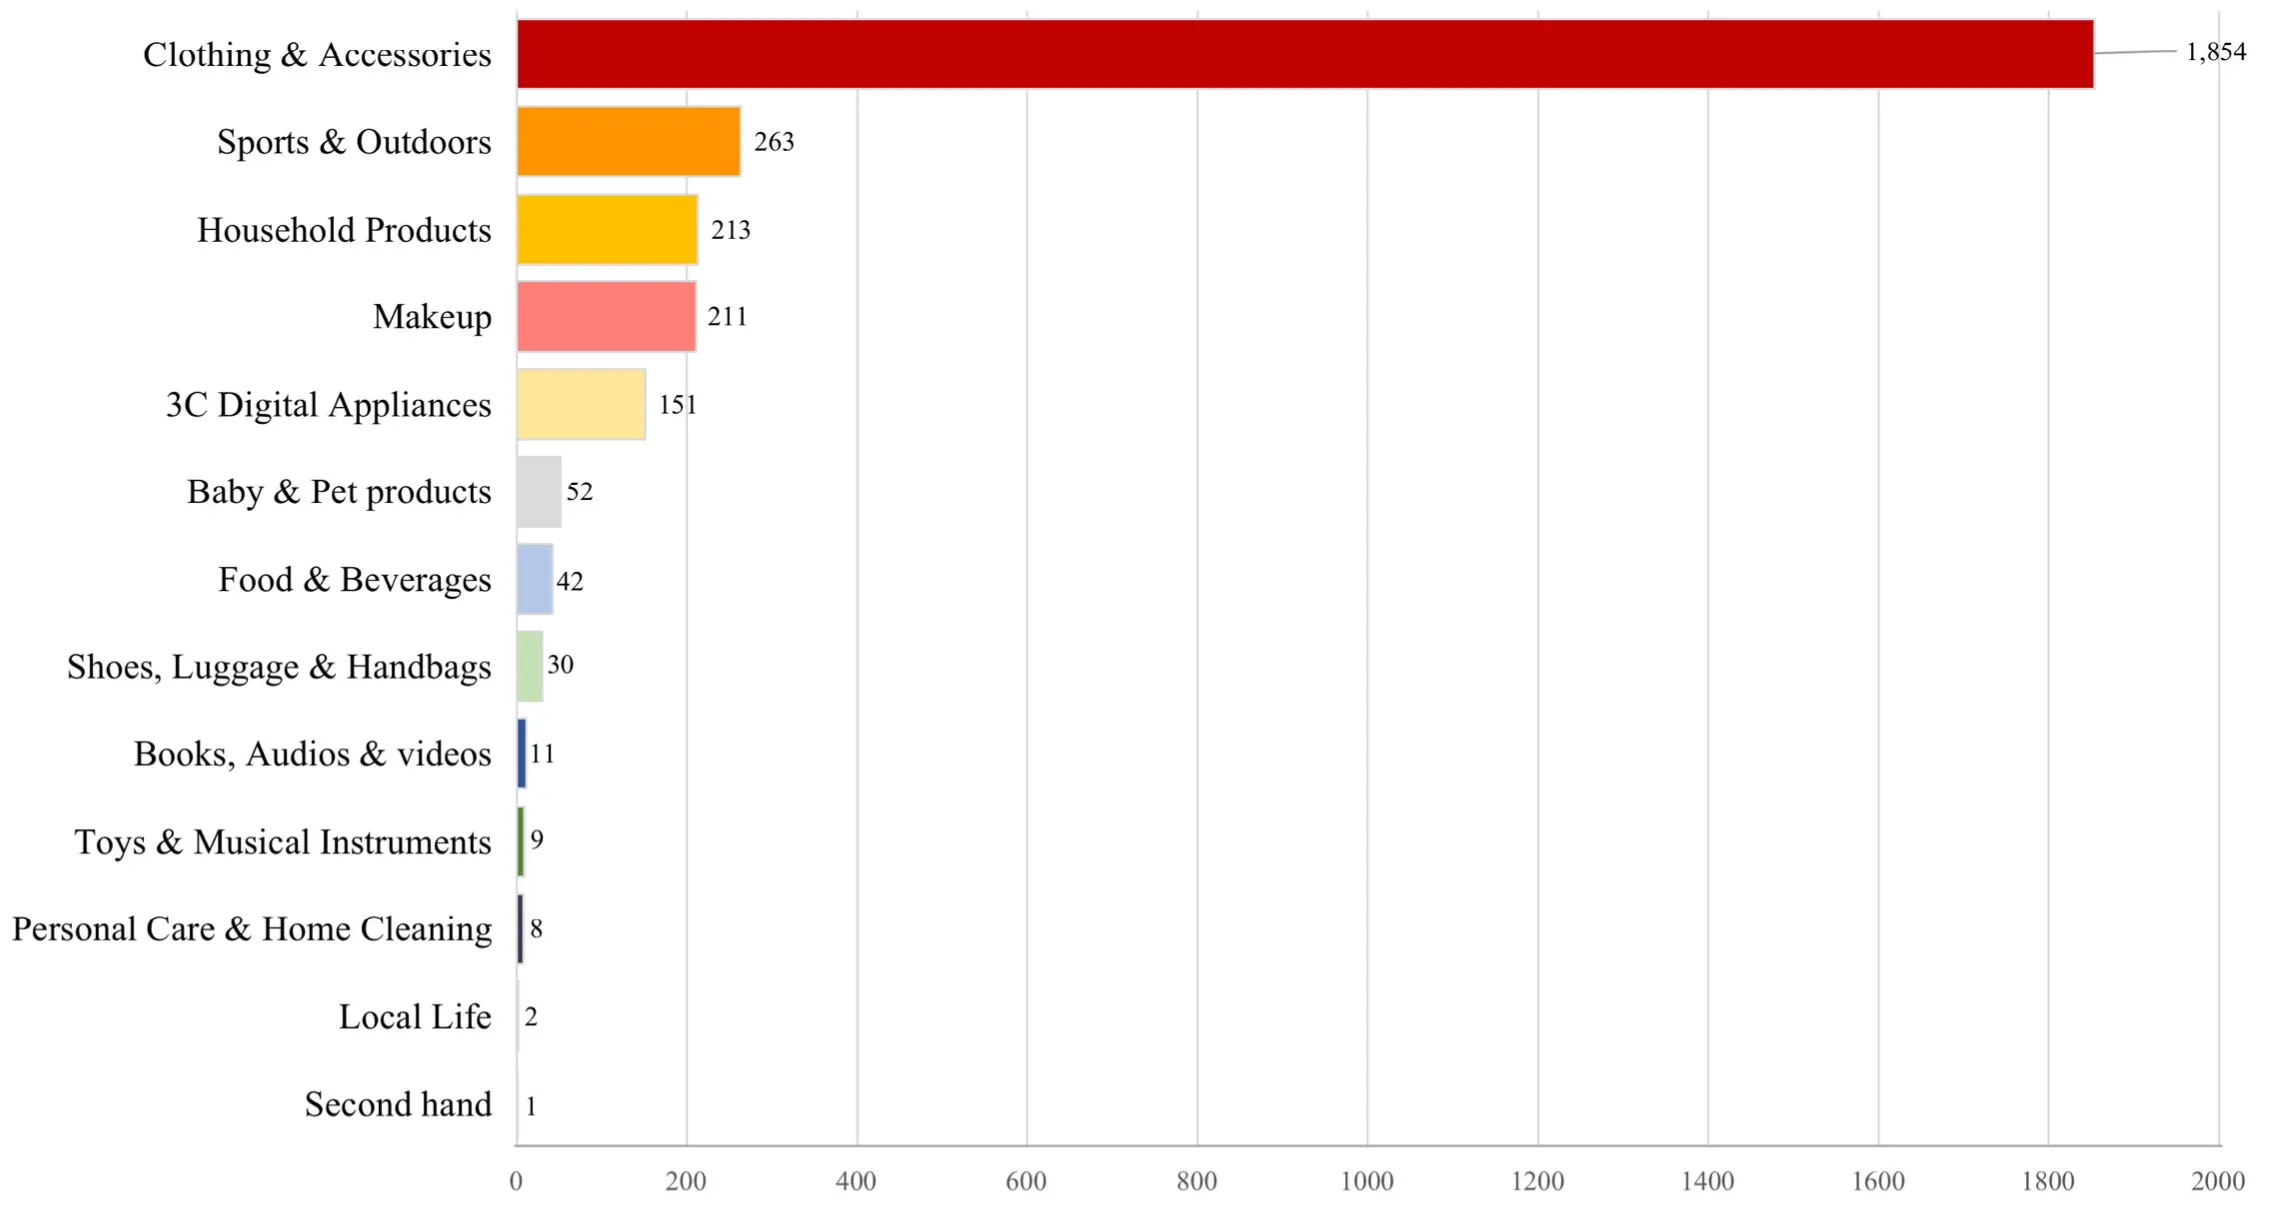 Clothing & Accessories 1,854
Sports & Outdoors 263
Household Products 213
Makeup 211
3C Digital Appliances 151
Baby & Pet products 52
Food & Beverages 42
Shoes, Luggage & Handbags 30
Books, Audios & videos 11
Toys & Musical Instruments 9
Personal Care & Home Cleaning 8
Local Life 2
Second hand 1
0 200 400 600 800 1000 1200 1400 1600 1800 2000